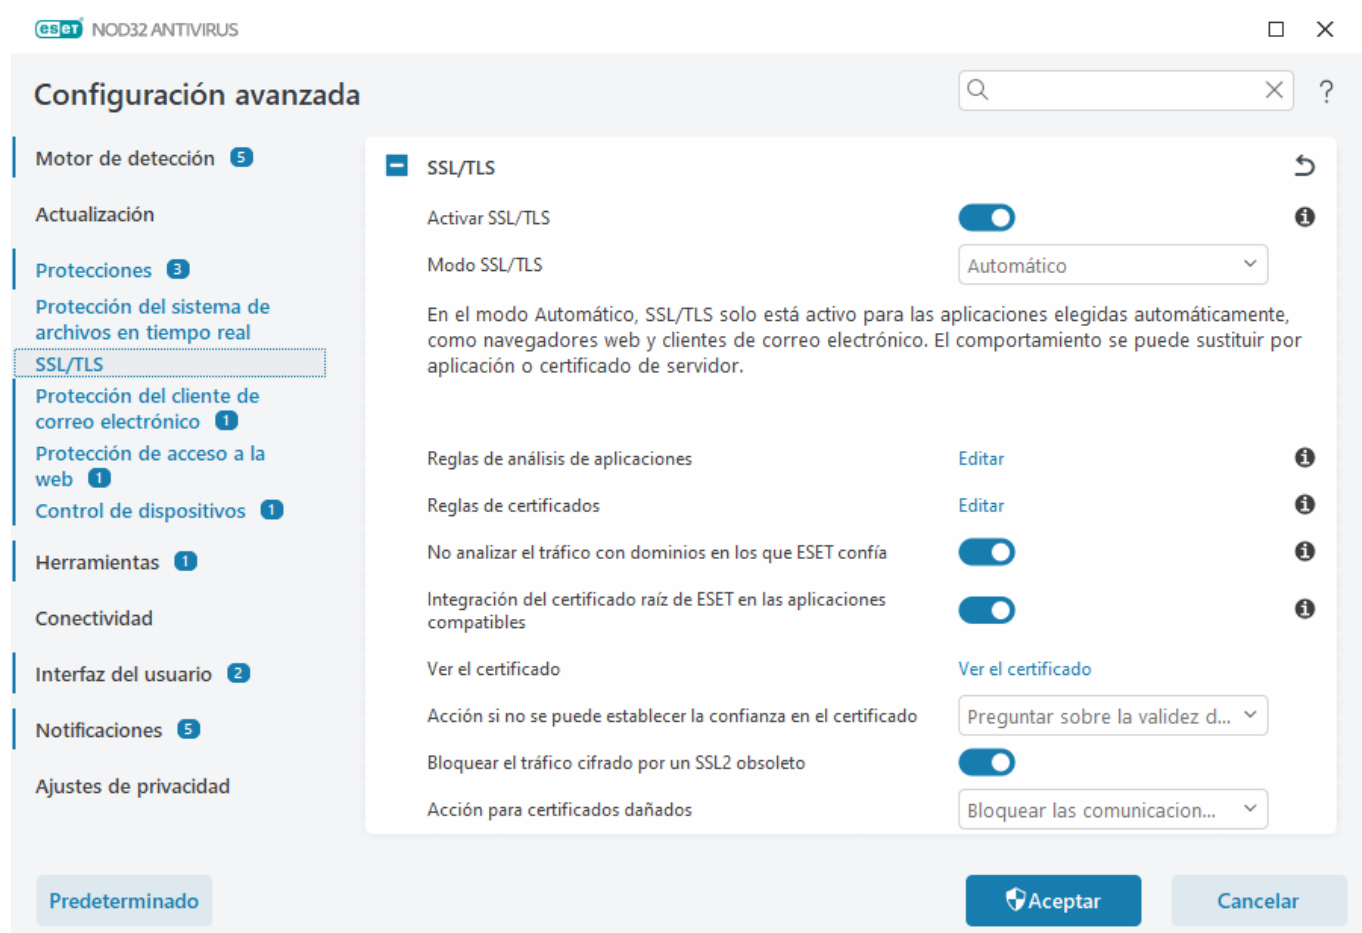 eset NOD32 ANTIVIRUS
Configuración avanzada
?
Motor de detección 5
Actualización
Protecciones 3
Protección del sistema de
archivos en tiempo real
SSL/TLS
Protección del cliente de
correo electrónico 1
Protección de acceso a la
web 1
Control de dispositivos 1
Herramientas 1
Conectividad
Interfaz del usuario 2
Notificaciones 5
Ajustes de privacidad
SSL/TLS
Activar SSL/TLS
Modo SSL/TLS Automático
En el modo Automático, SSL/TLS solo está activo para las aplicaciones elegidas automáticamente,
como navegadores web y clientes de correo electrónico. El comportamiento se puede sustituir por
aplicación o certificado de servidor.
Reglas de análisis de aplicaciones Editar
Reglas de certificados Editar
No analizar el tráfico con dominios en los que ESET confía
Integración del certificado raíz de ESET en las aplicaciones
compatibles
Ver el certificado Ver el certificado
Acción si no se puede establecer la confianza en el certificado Preguntar sobre la validez d...
Bloquear el tráfico cifrado por un SSL2 obsoleto
Acción para certificados dañados Bloquear las comunicacion...
Predeterminado Aceptar Cancelar